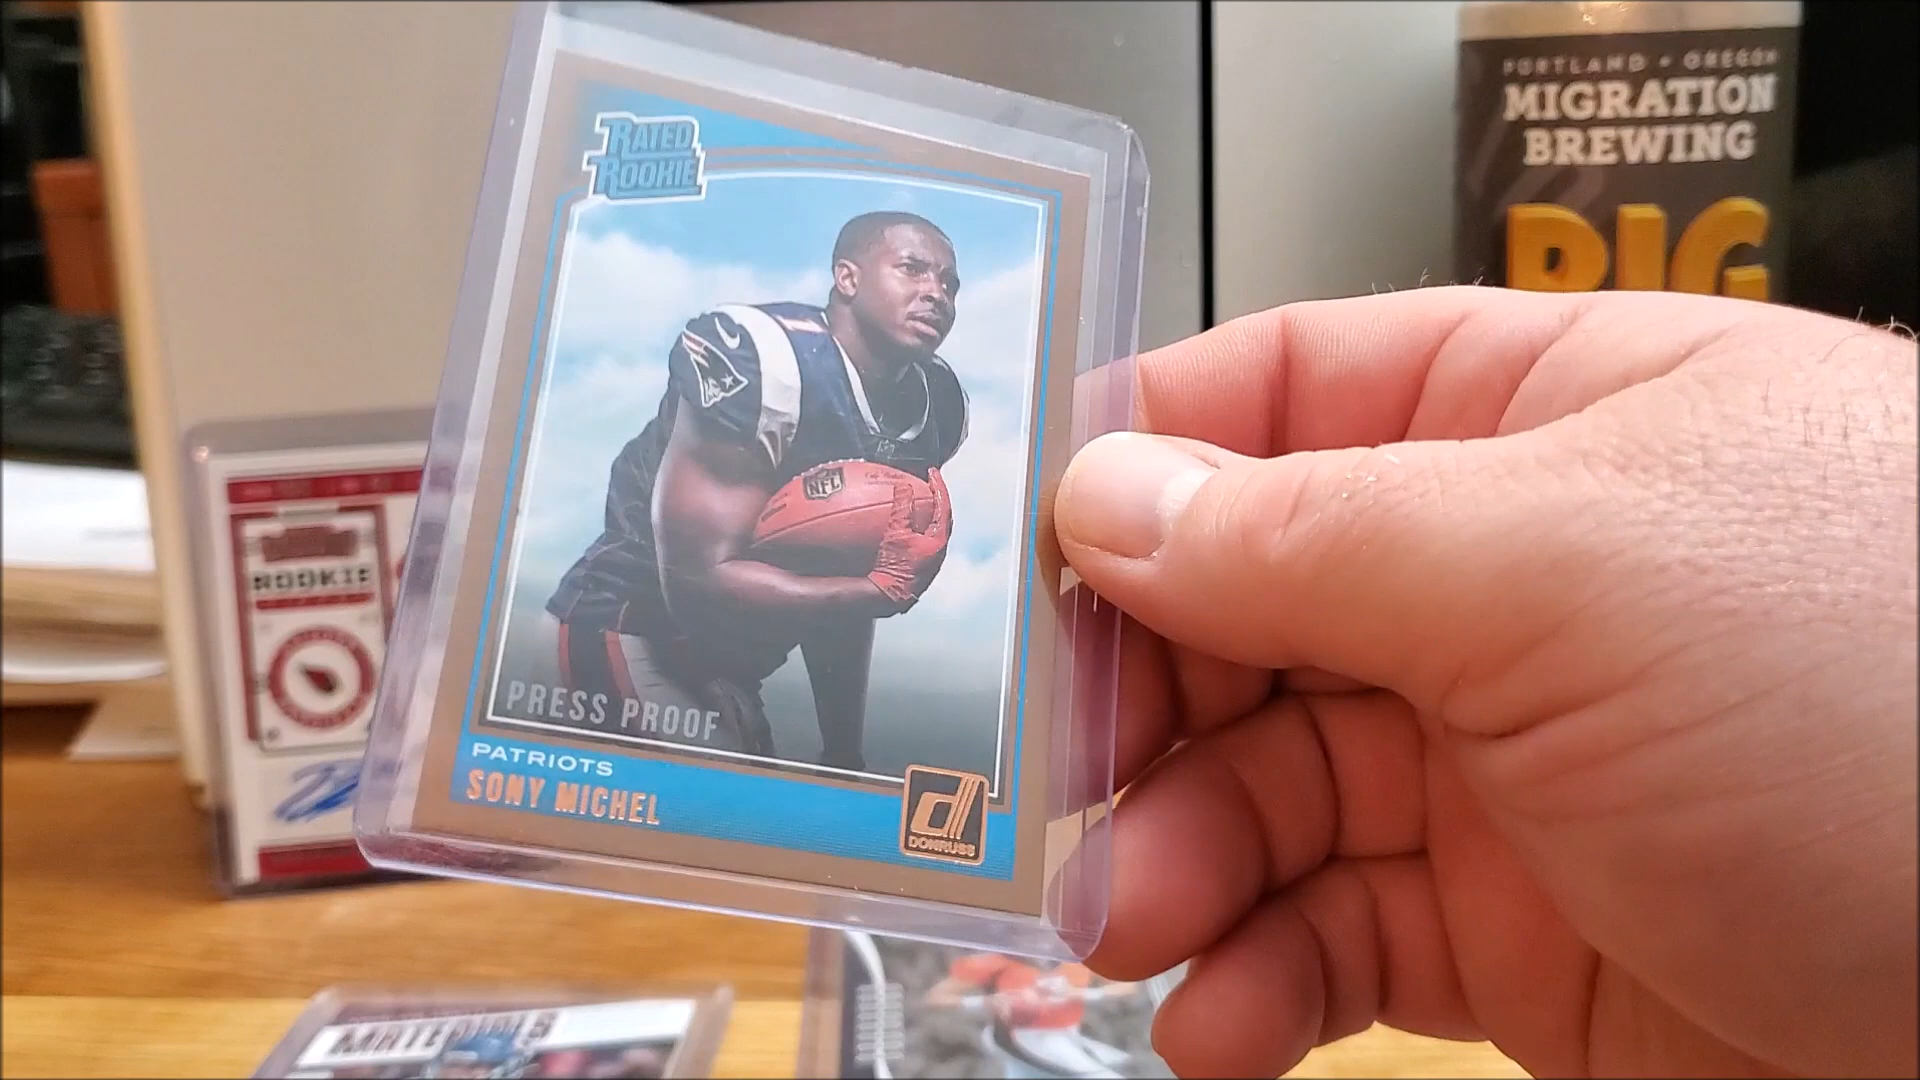 RATED
ROOKIE
NFL
PRESS PROOF
PATRIOTS
SONY MICHEL
DONRUSS
PORTLAND • OREGON
MIGRATION
BREWING
BIG
ROOKIE